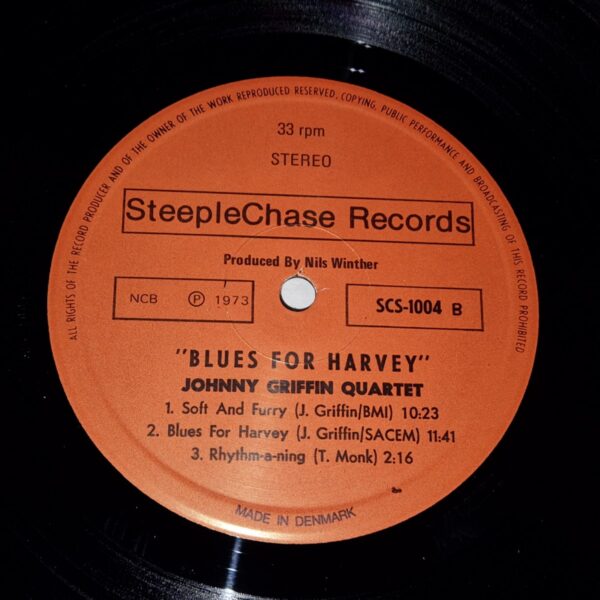 ALL RIGHTS OF THE RECORD PRODUCER AND OF THE OWNER OF THE WORK REPRODUCED RESERVED. COPYING, PUBLIC PERFORMANCE AND BROADCASTING OF THIS RECORD PROHIBITED
33 rpm
STEREO
SteepleChase Records
Produced By Nils Winther
NCB Ⓟ 1973
SCS-1004 B
"BLUES FOR HARVEY"
JOHNNY GRIFFIN QUARTET
1. Soft And Furry (J. Griffin/BMI) 10:23
2. Blues For Harvey (J. Griffin/SACEM) 11:41
3. Rhythm-a-ning (T. Monk) 2:16
MADE IN DENMARK